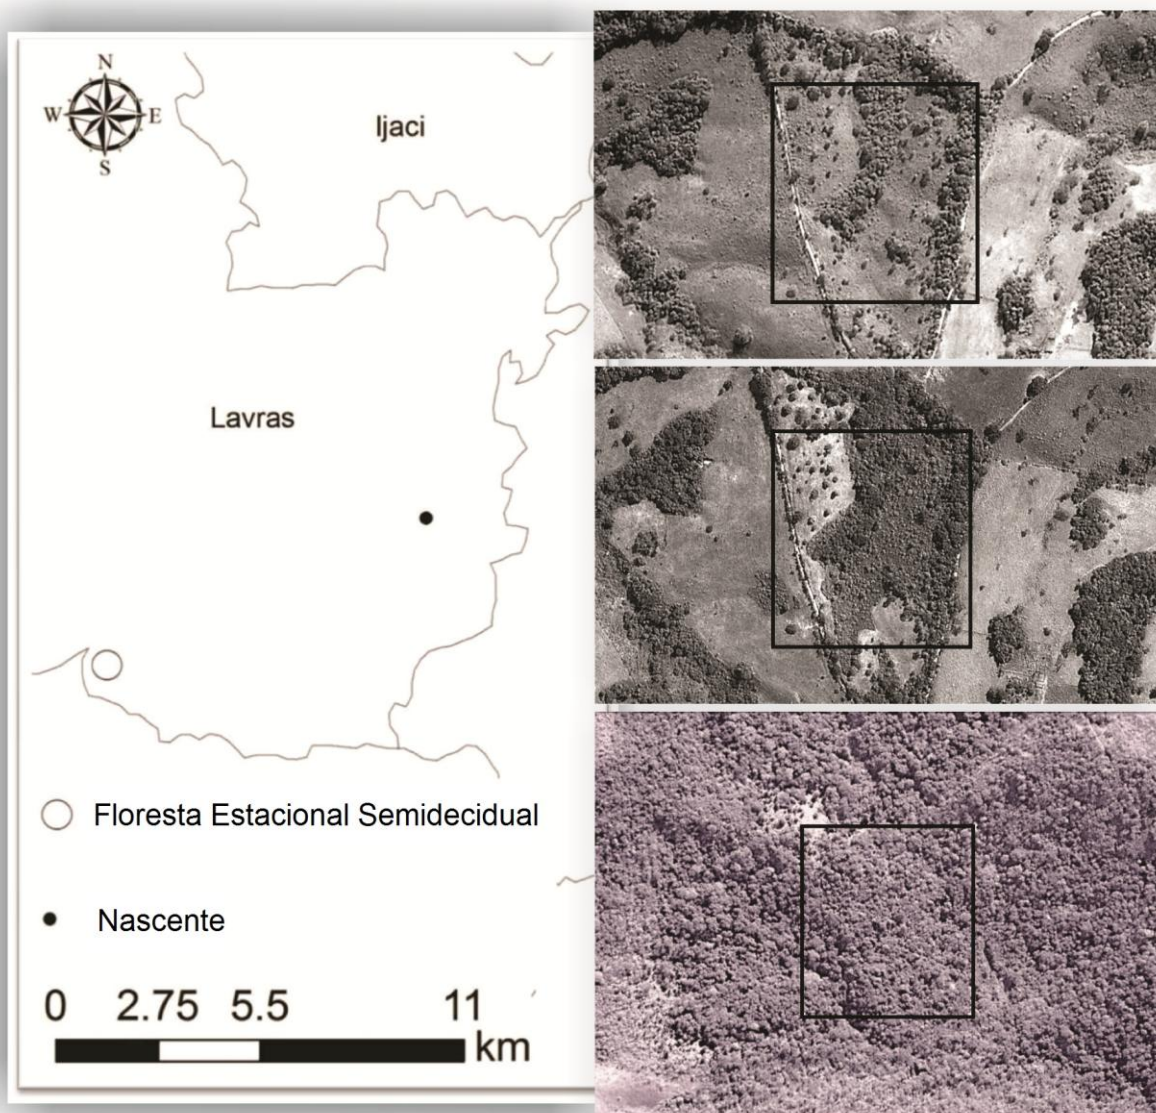 N
W E
S
Ijaci
Lavras
Floresta Estacional Semidecidual
Nascente
0 2.75 5.5 11
km